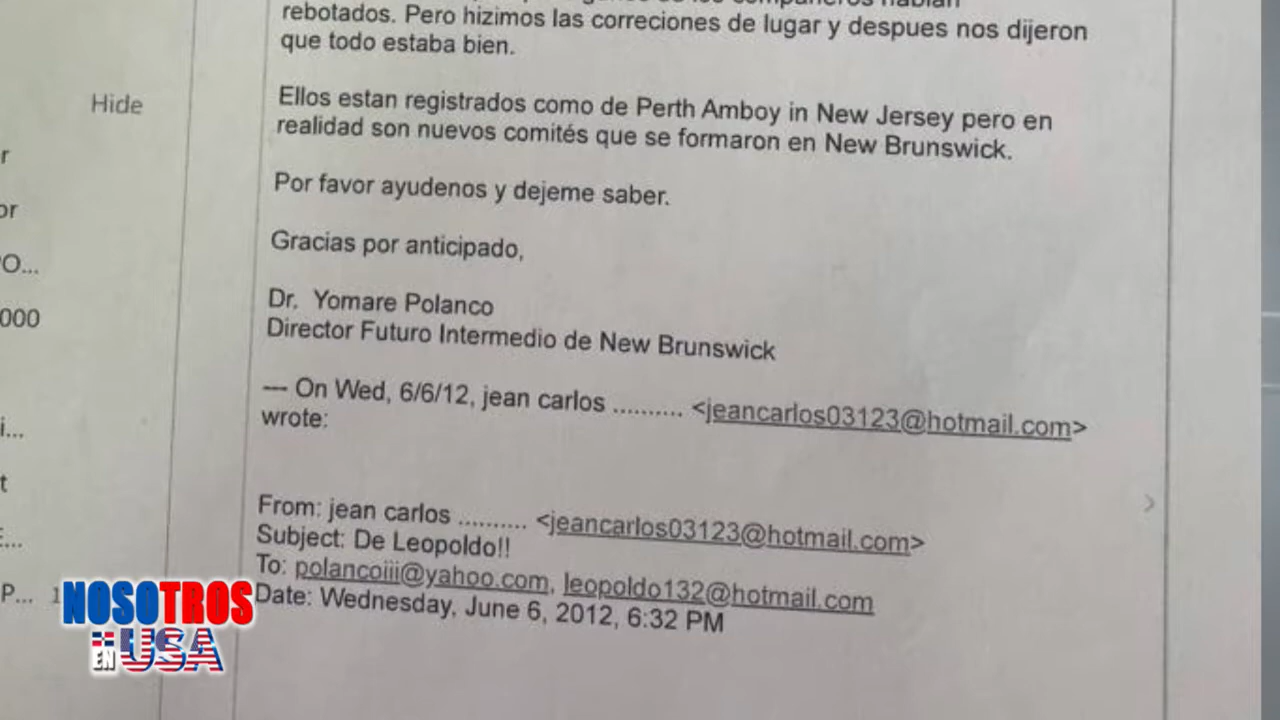 rebotados. Pero hizimos las correciones de lugar y despues nos dijeron
que todo estaba bien.
Hide
Ellos estan registrados como de Perth Amboy in New Jersey pero en
realidad son nuevos comités que se formaron en New Brunswick.
Por favor ayudenos y dejeme saber.
Gracias por anticipado,
Dr. Yomare Polanco
Director Futuro Intermedio de New Brunswick
--- On Wed, 6/6/12, jean carlos .......... <jeancarlos03123@hotmail.com>
wrote:
From: jean carlos .......... <jeancarlos03123@hotmail.com>
Subject: De Leopoldo!!
To: polancoiii@yahoo.com, leopoldo132@hotmail.com
Date: Wednesday, June 6, 2012, 6:32 PM
000
P...
NOSOTROS
EN USA